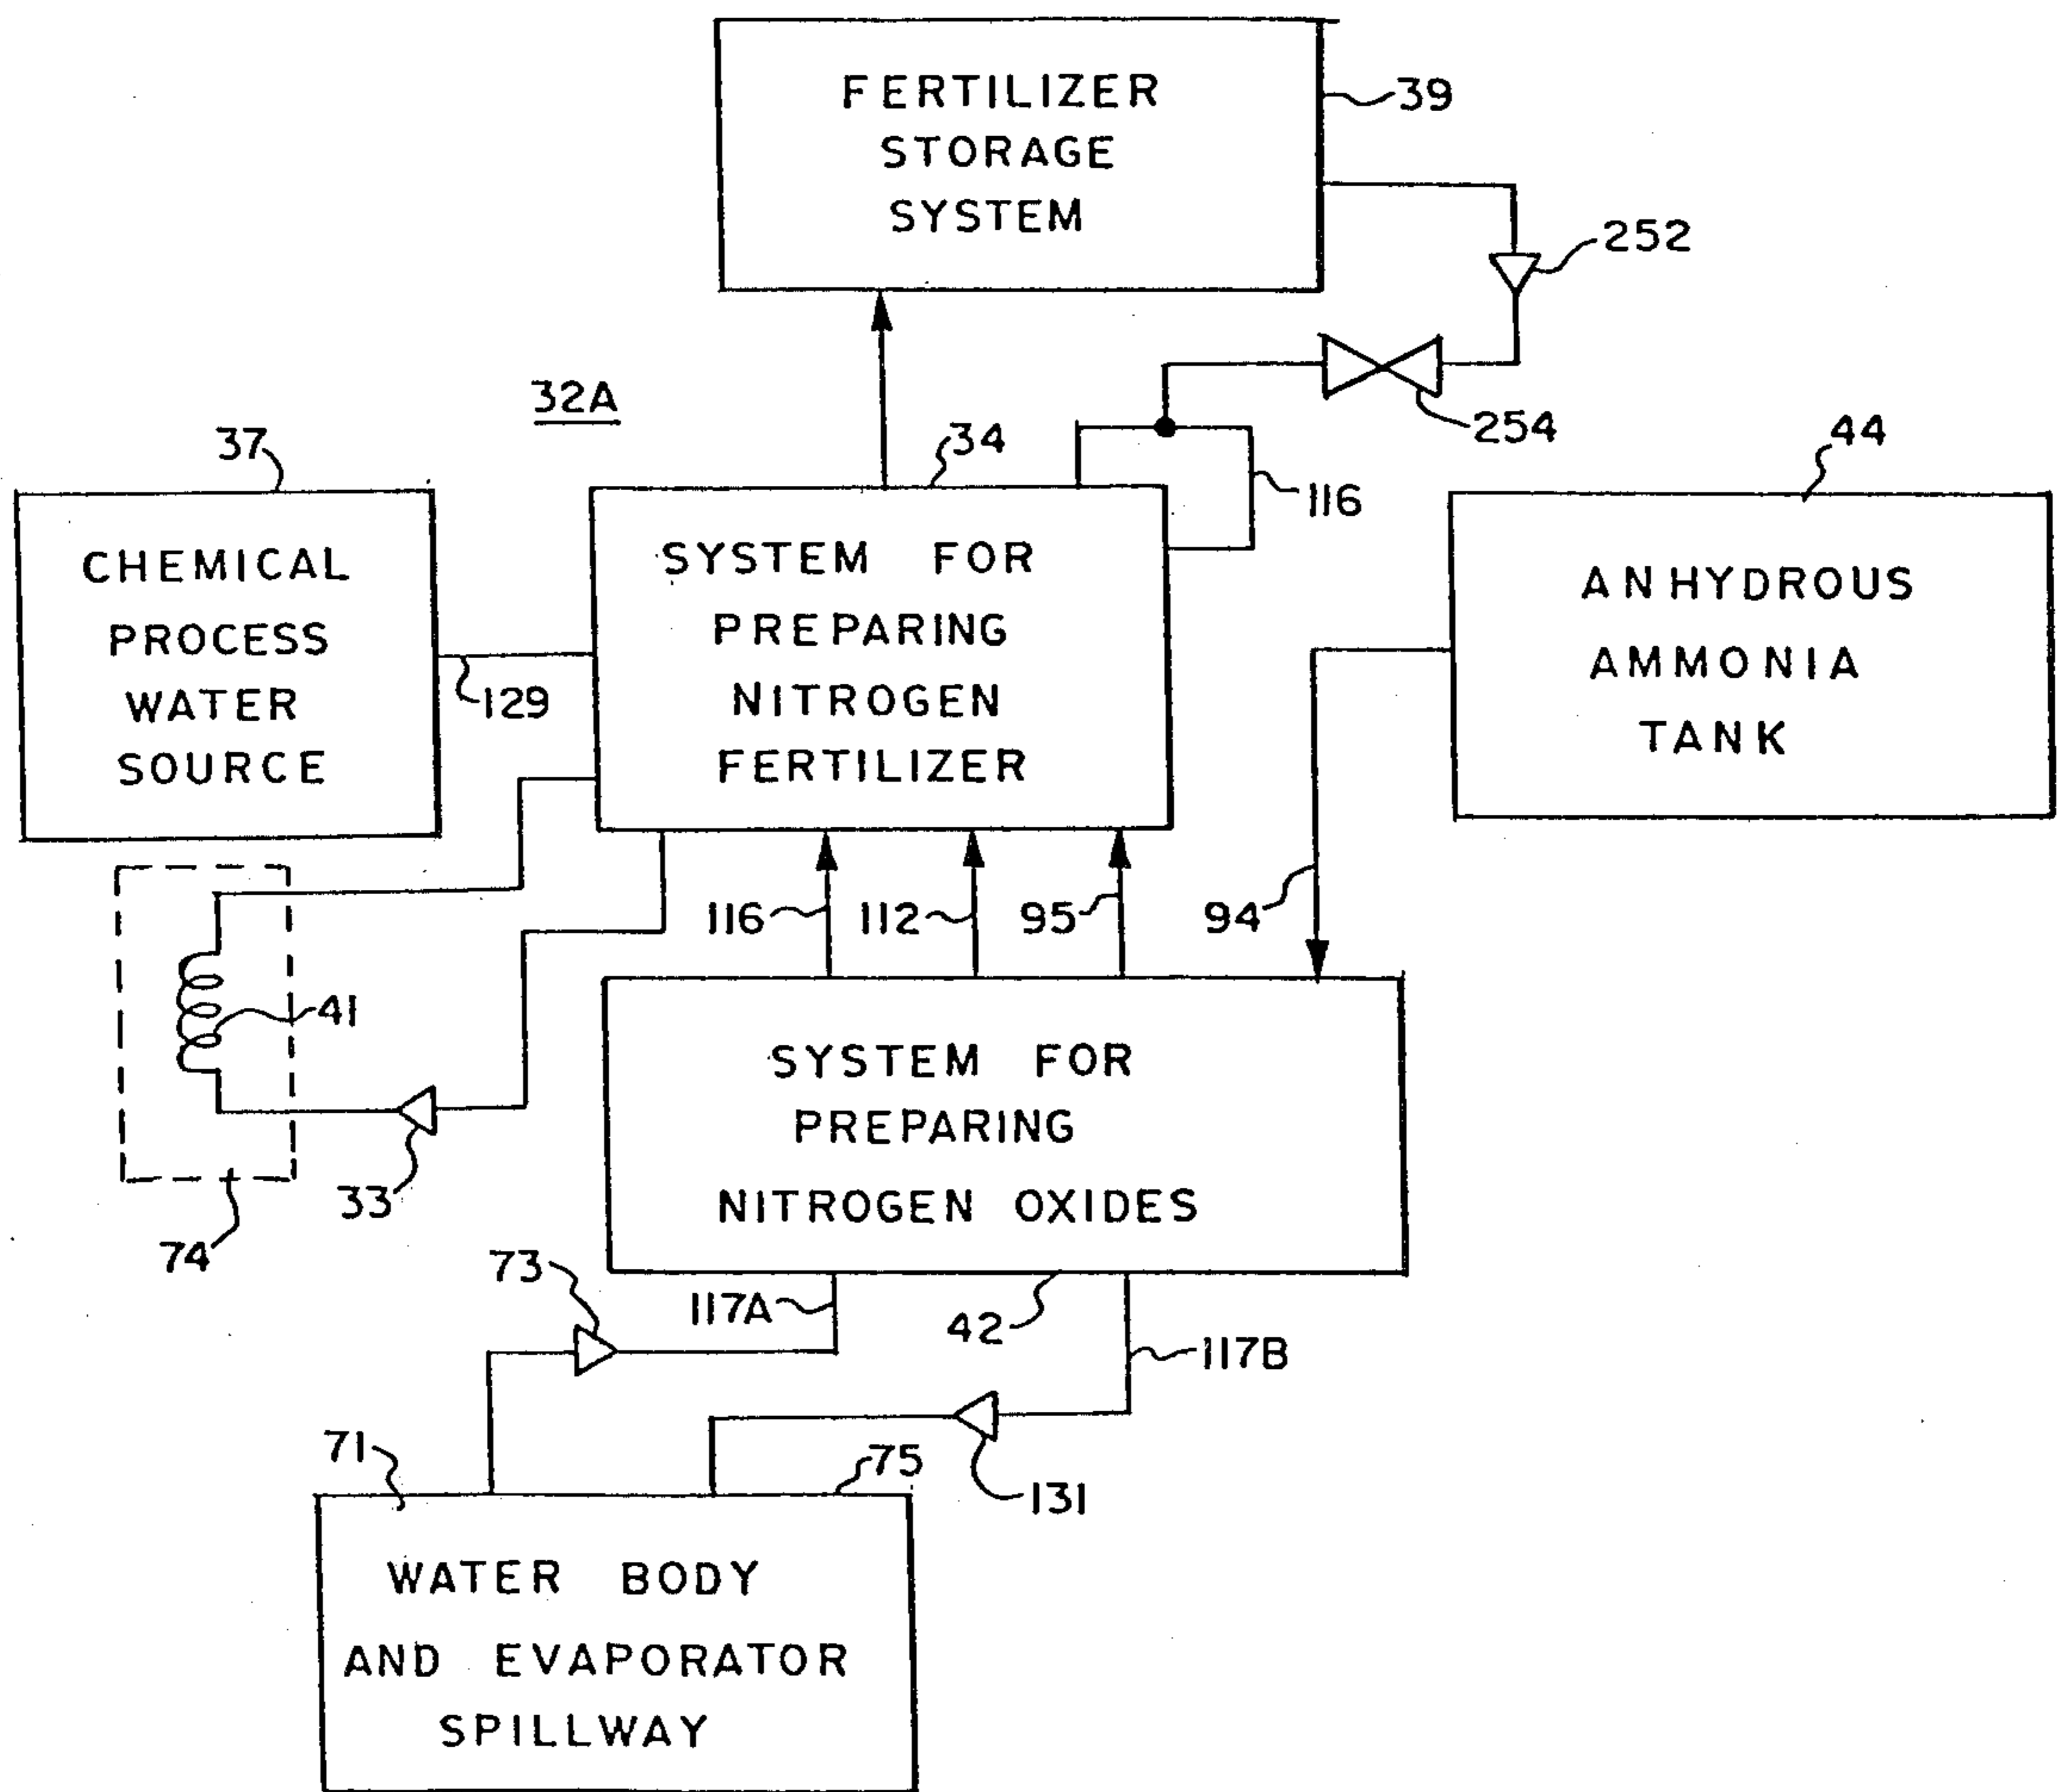 FERTILIZER
STORAGE
SYSTEM
39
252
254
32A
37
34
116
44
CHEMICAL
PROCESS
WATER
SOURCE
129
SYSTEM FOR
PREPARING
NITROGEN
FERTILIZER
ANHYDROUS
AMMONIA
TANK
116
112
95
94
41
33
74
SYSTEM FOR
PREPARING
NITROGEN OXIDES
73
117A
42
117B
71
75
131
WATER BODY
AND EVAPORATOR
SPILLWAY